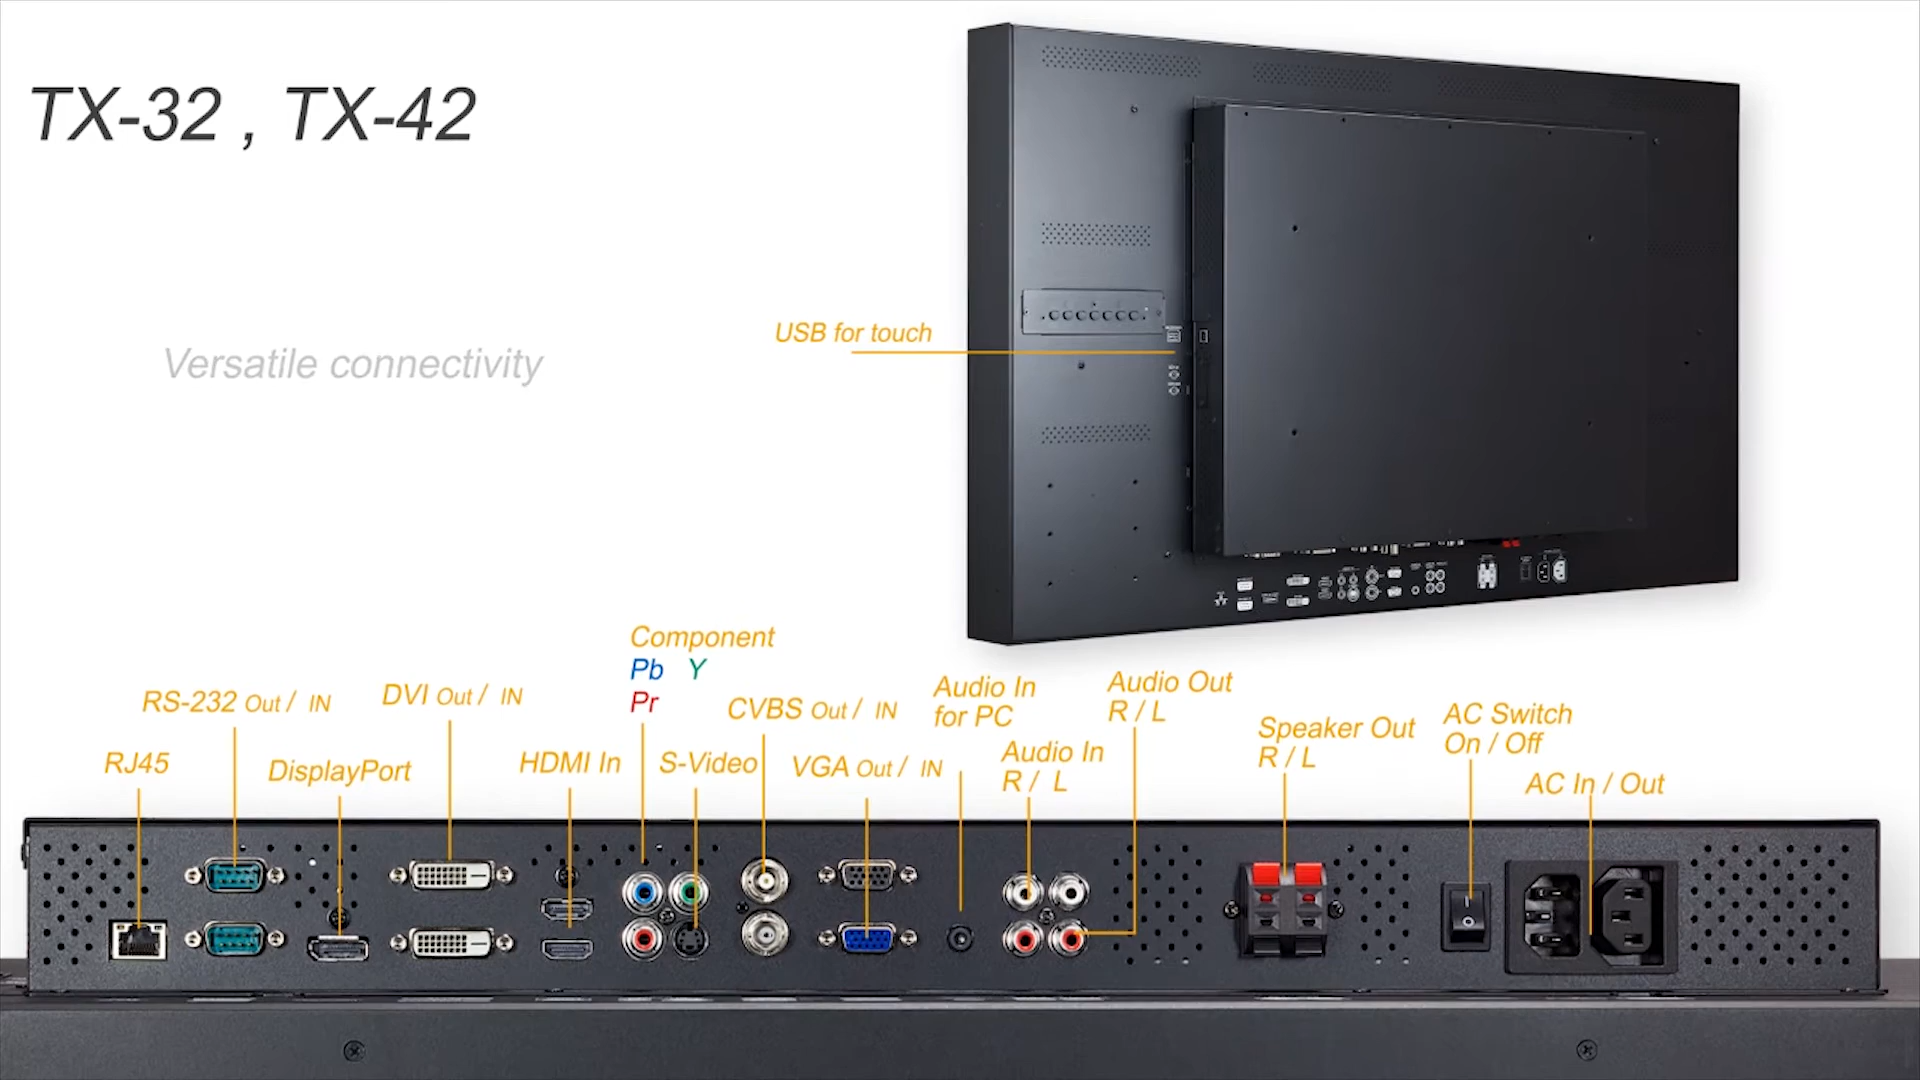 TX-32 , TX-42
Versatile connectivity
USB for touch
Component
Pb Y
Pr
RS-232 Out / IN
DVI Out / IN
CVBS Out / IN
Audio In
for PC
Audio Out
R / L
RJ45
DisplayPort
HDMI In
S-Video
VGA Out / IN
Audio In
R / L
Speaker Out
R / L
AC Switch
On / Off
AC In / Out